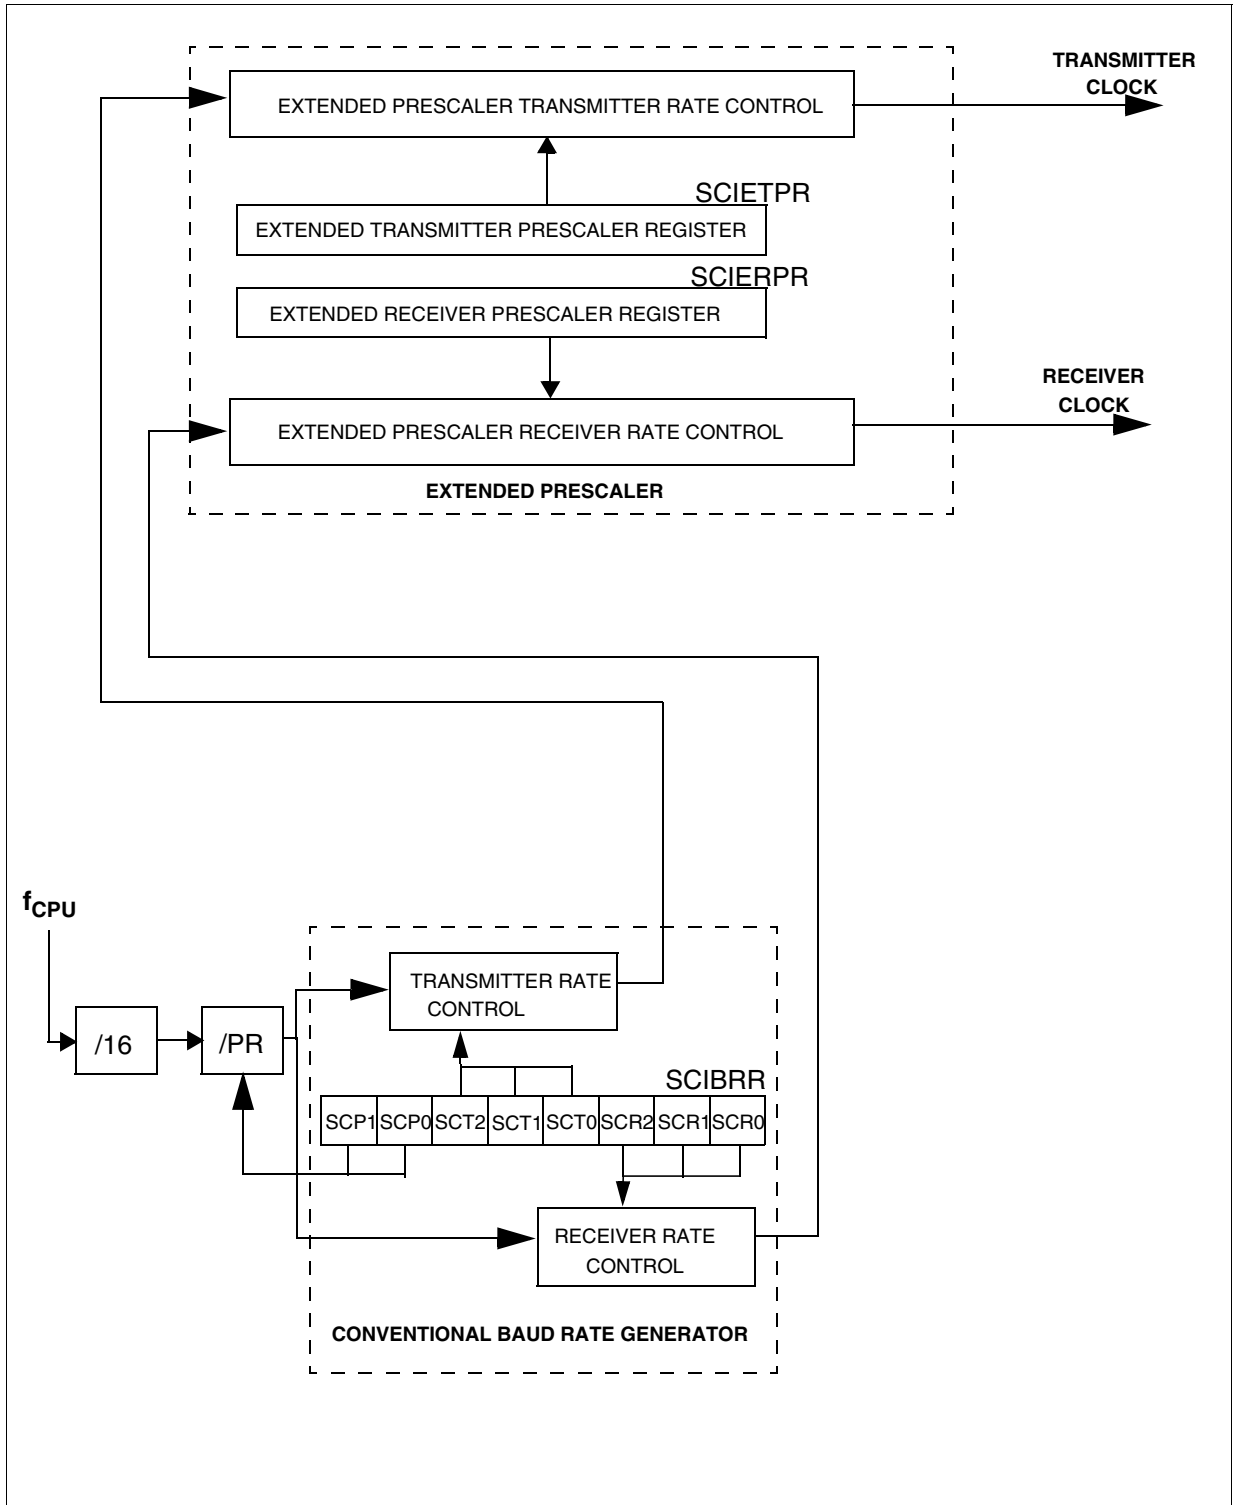 TRANSMITTER
CLOCK
EXTENDED PRESCALER TRANSMITTER RATE CONTROL
SCIETPR
EXTENDED TRANSMITTER PRESCALER REGISTER
SCIERPR
EXTENDED RECEIVER PRESCALER REGISTER
RECEIVER
CLOCK
EXTENDED PRESCALER RECEIVER RATE CONTROL
EXTENDED PRESCALER
fCPU
TRANSMITTER RATE
CONTROL
/16
/PR
SCIBRR
SCP1 SCP0 SCT2 SCT1 SCT0 SCR2 SCR1 SCR0
RECEIVER RATE
CONTROL
CONVENTIONAL BAUD RATE GENERATOR